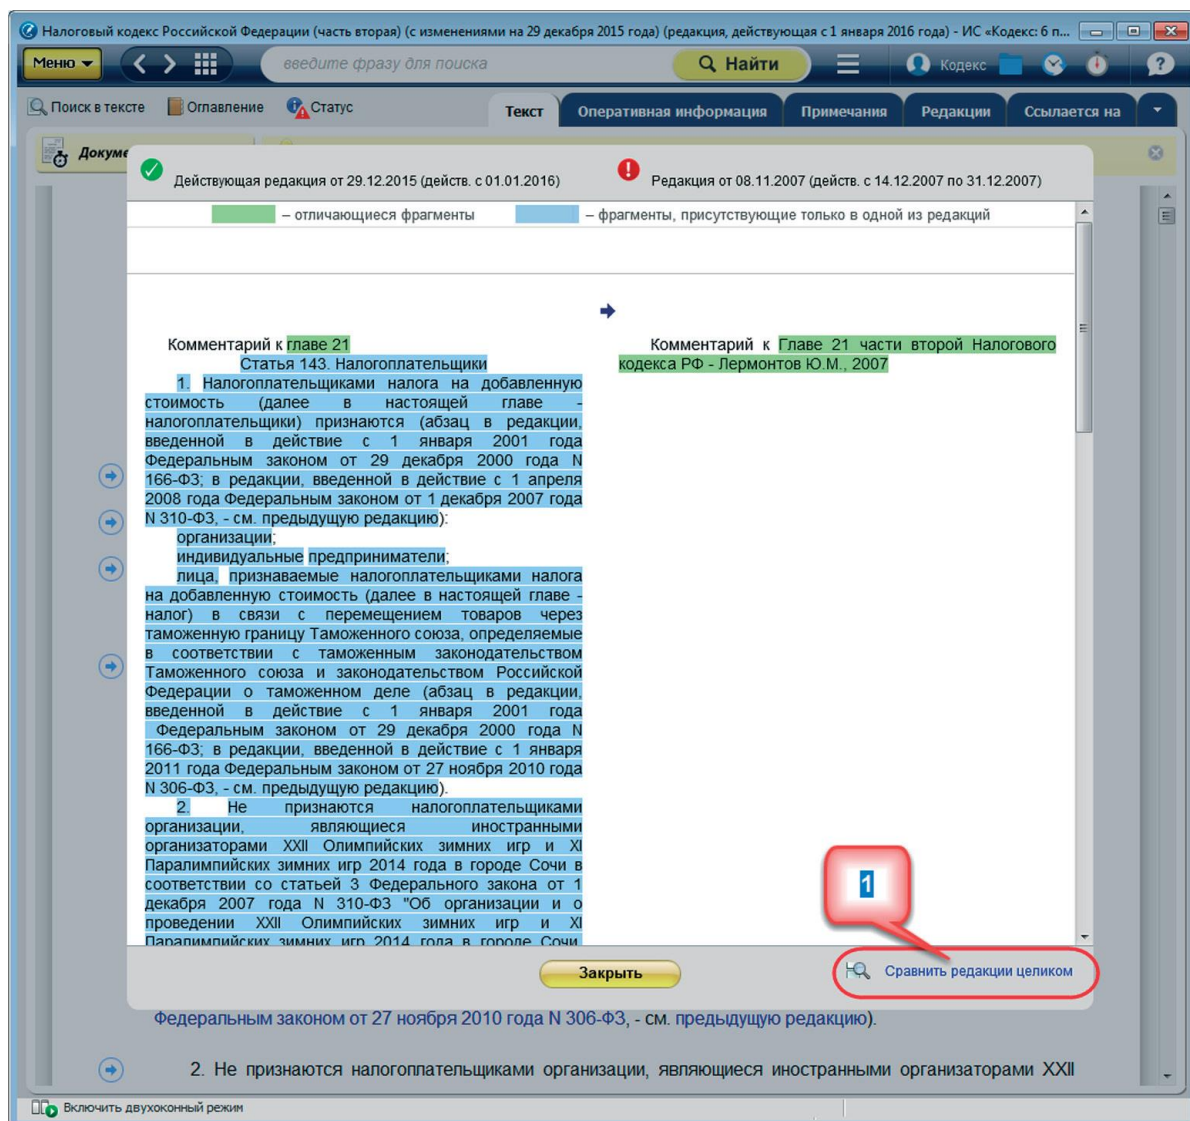 Налоговый кодекс Российской Федерации (часть вторая) (с изменениями на 29 декабря 2015 года) (редакция, действующая с 1 января 2016 года) - ИС «Кодекс: 6 п...
Меню
введите фразу для поиска
Найти
Кодекс
?
Поиск в тексте
Оглавление
Статус
Текст
Оперативная информация
Примечания
Редакции
Ссылается на
Докуме
Действующая редакция от 29.12.2015 (действ. с 01.01.2016)
Редакция от 08.11.2007 (действ. с 14.12.2007 по 31.12.2007)
– отличающиеся фрагменты
– фрагменты, присутствующие только в одной из редакций
Комментарий к главе 21
Статья 143. Налогоплательщики
1. Налогоплательщиками налога на добавленную
стоимость (далее в настоящей главе -
налогоплательщики) признаются (абзац в редакции,
введенной в действие с 1 января 2001 года
Федеральным законом от 29 декабря 2000 года N
166-ФЗ; в редакции, введенной в действие с 1 апреля
2008 года Федеральным законом от 1 декабря 2007 года
N 310-ФЗ, - см. предыдущую редакцию):
организации;
индивидуальные предприниматели;
лица, признаваемые налогоплательщиками налога
на добавленную стоимость (далее в настоящей главе -
налог) в связи с перемещением товаров через
таможенную границу Таможенного союза, определяемые
в соответствии с таможенным законодательством
Таможенного союза и законодательством Российской
Федерации о таможенном деле (абзац в редакции,
введенной в действие с 1 января 2001 года
Федеральным законом от 29 декабря 2000 года N
166-ФЗ; в редакции, введенной в действие с 1 января
2011 года Федеральным законом от 27 ноября 2010 года
N 306-ФЗ, - см. предыдущую редакцию).
2. Не признаются налогоплательщиками
организации, являющиеся иностранными
организаторами XXII Олимпийских зимних игр и XI
Паралимпийских зимних игр 2014 года в городе Сочи в
соответствии со статьей 3 Федерального закона от 1
декабря 2007 года N 310-ФЗ "Об организации и о
проведении XXII Олимпийских зимних игр и XI
Паралимпийских зимних игр 2014 года в городе Сочи,
Комментарий к Главе 21 части второй Налогового
кодекса РФ - Лермонтов Ю.М., 2007
1
Закрыть
Сравнить редакции целиком
Федеральным законом от 27 ноября 2010 года N 306-ФЗ, - см. предыдущую редакцию).
2. Не признаются налогоплательщиками организации, являющиеся иностранными организаторами XXII
Включить двухоконный режим